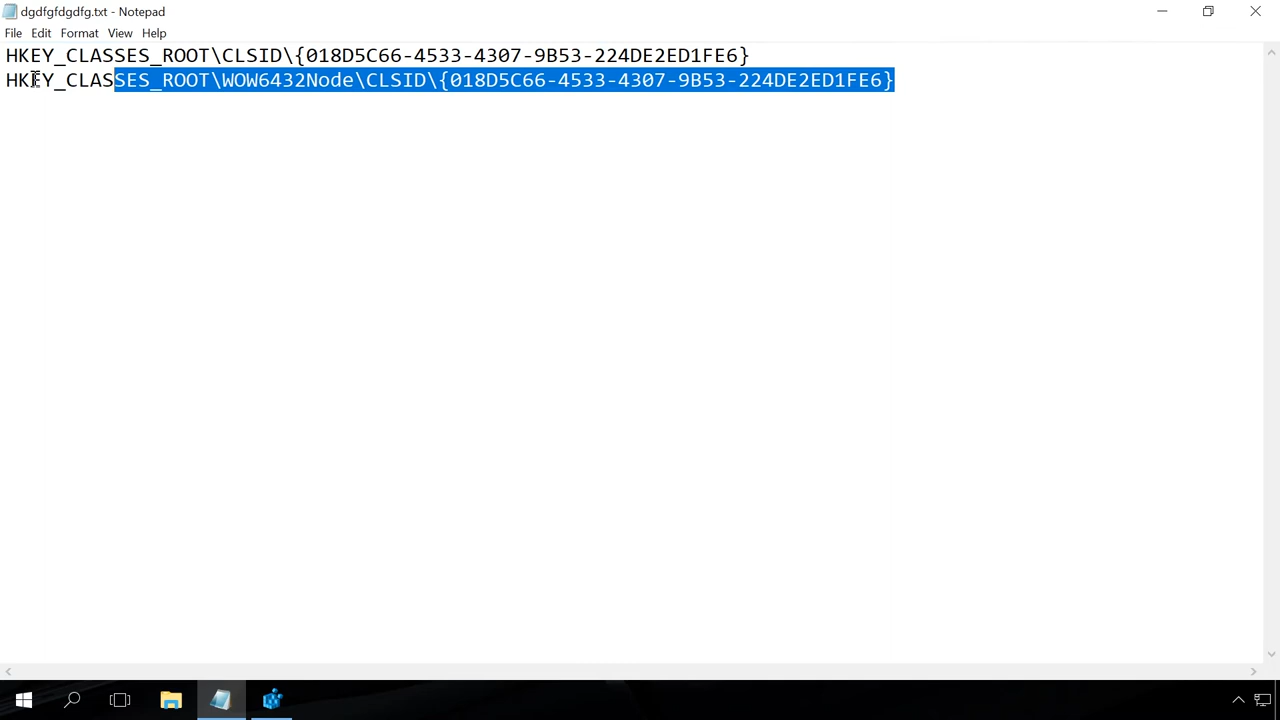 dgdfgfdgdfg.txt - Notepad
File Edit Format View Help
HKEY_CLASSES_ROOT\CLSID\{018D5C66-4533-4307-9B53-224DE2ED1FE6}
HKEY_CLASSES_ROOT\WOW6432Node\CLSID\{018D5C66-4533-4307-9B53-224DE2ED1FE6}